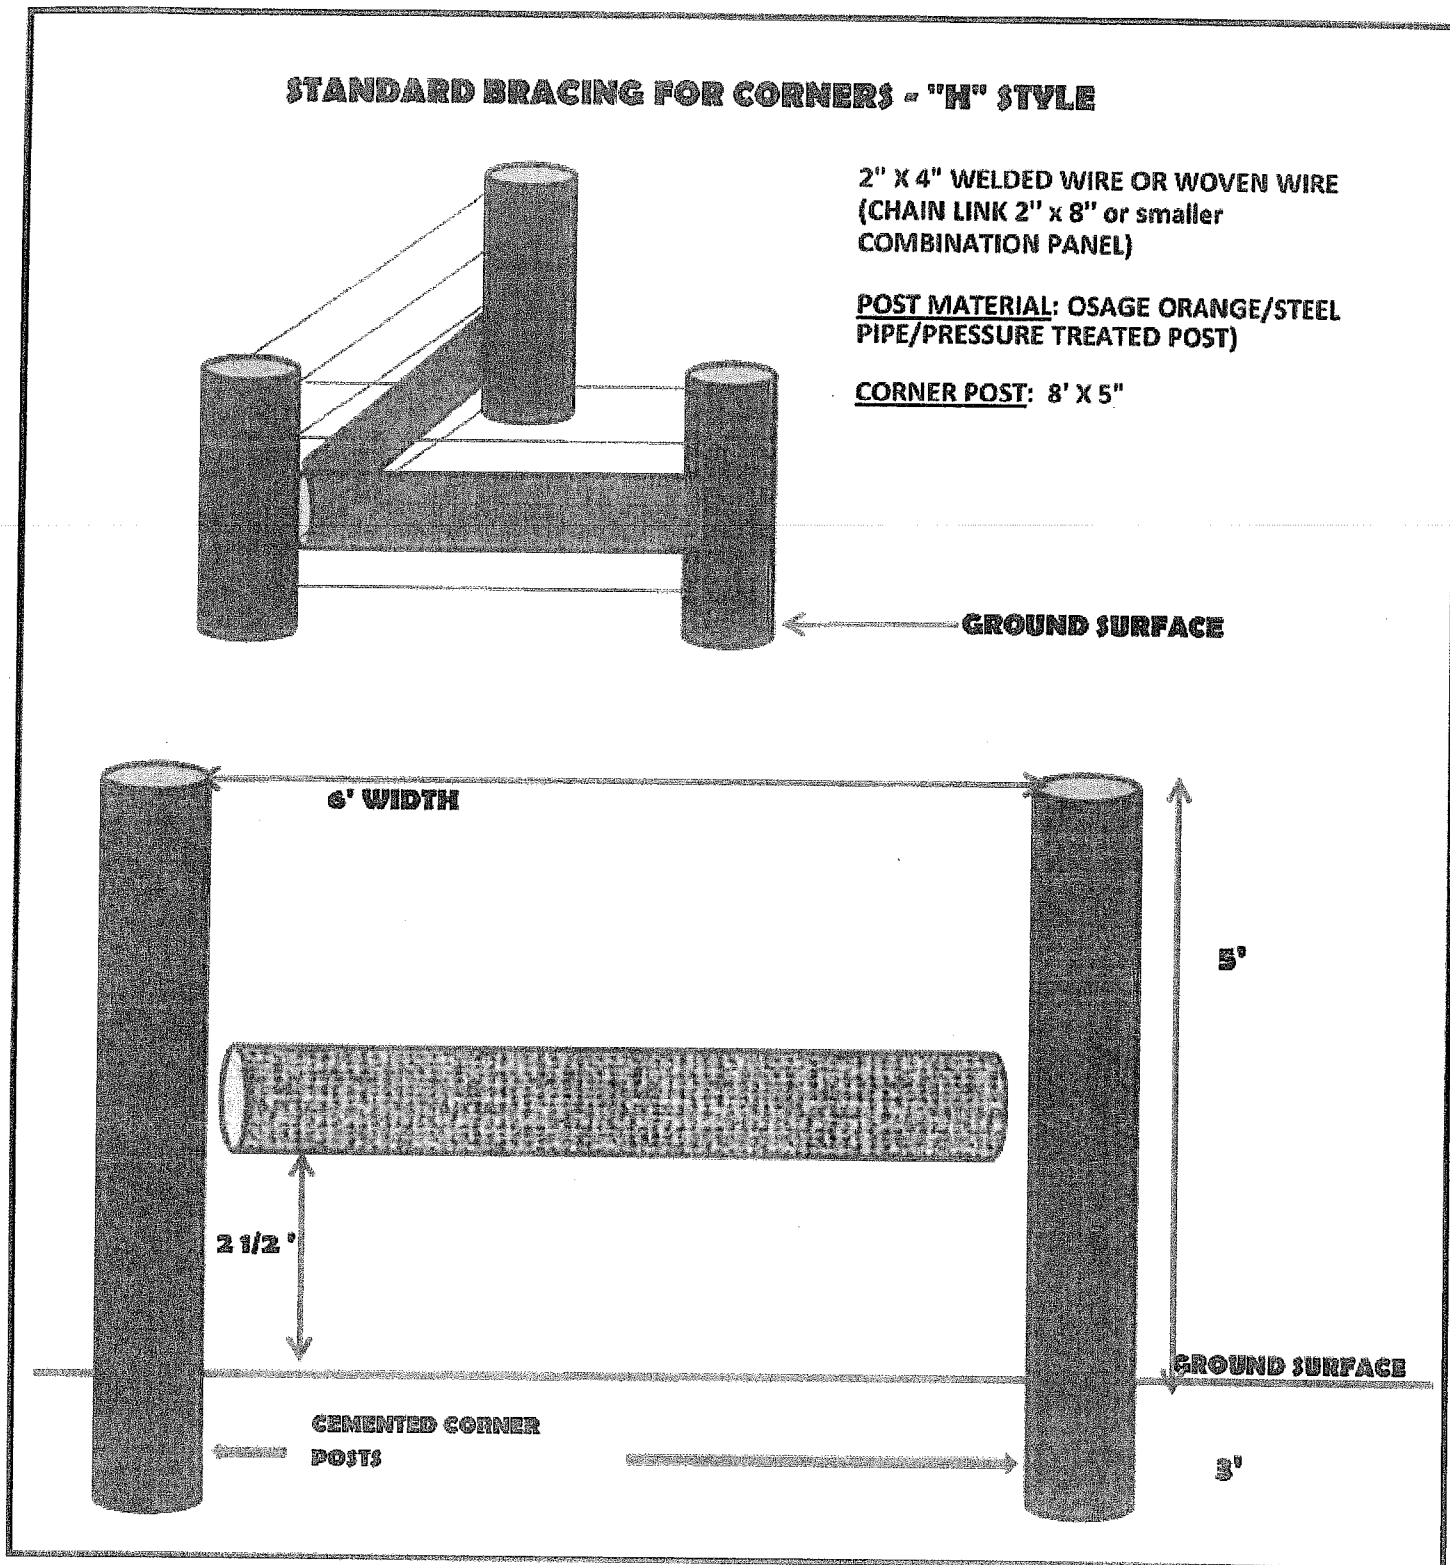 STANDARD BRACING FOR CORNERS - "H" STYLE
2" X 4" WELDED WIRE OR WOVEN WIRE
(CHAIN LINK 2" x 8" or smaller
COMBINATION PANEL)
POST MATERIAL: OSAGE ORANGE/STEEL
PIPE/PRESSURE TREATED POST)
CORNER POST: 8' X 5"
GROUND SURFACE
6' WIDTH
5'
2 1/2 '
GROUND SURFACE
CEMENTED CORNER
POSTS
3'